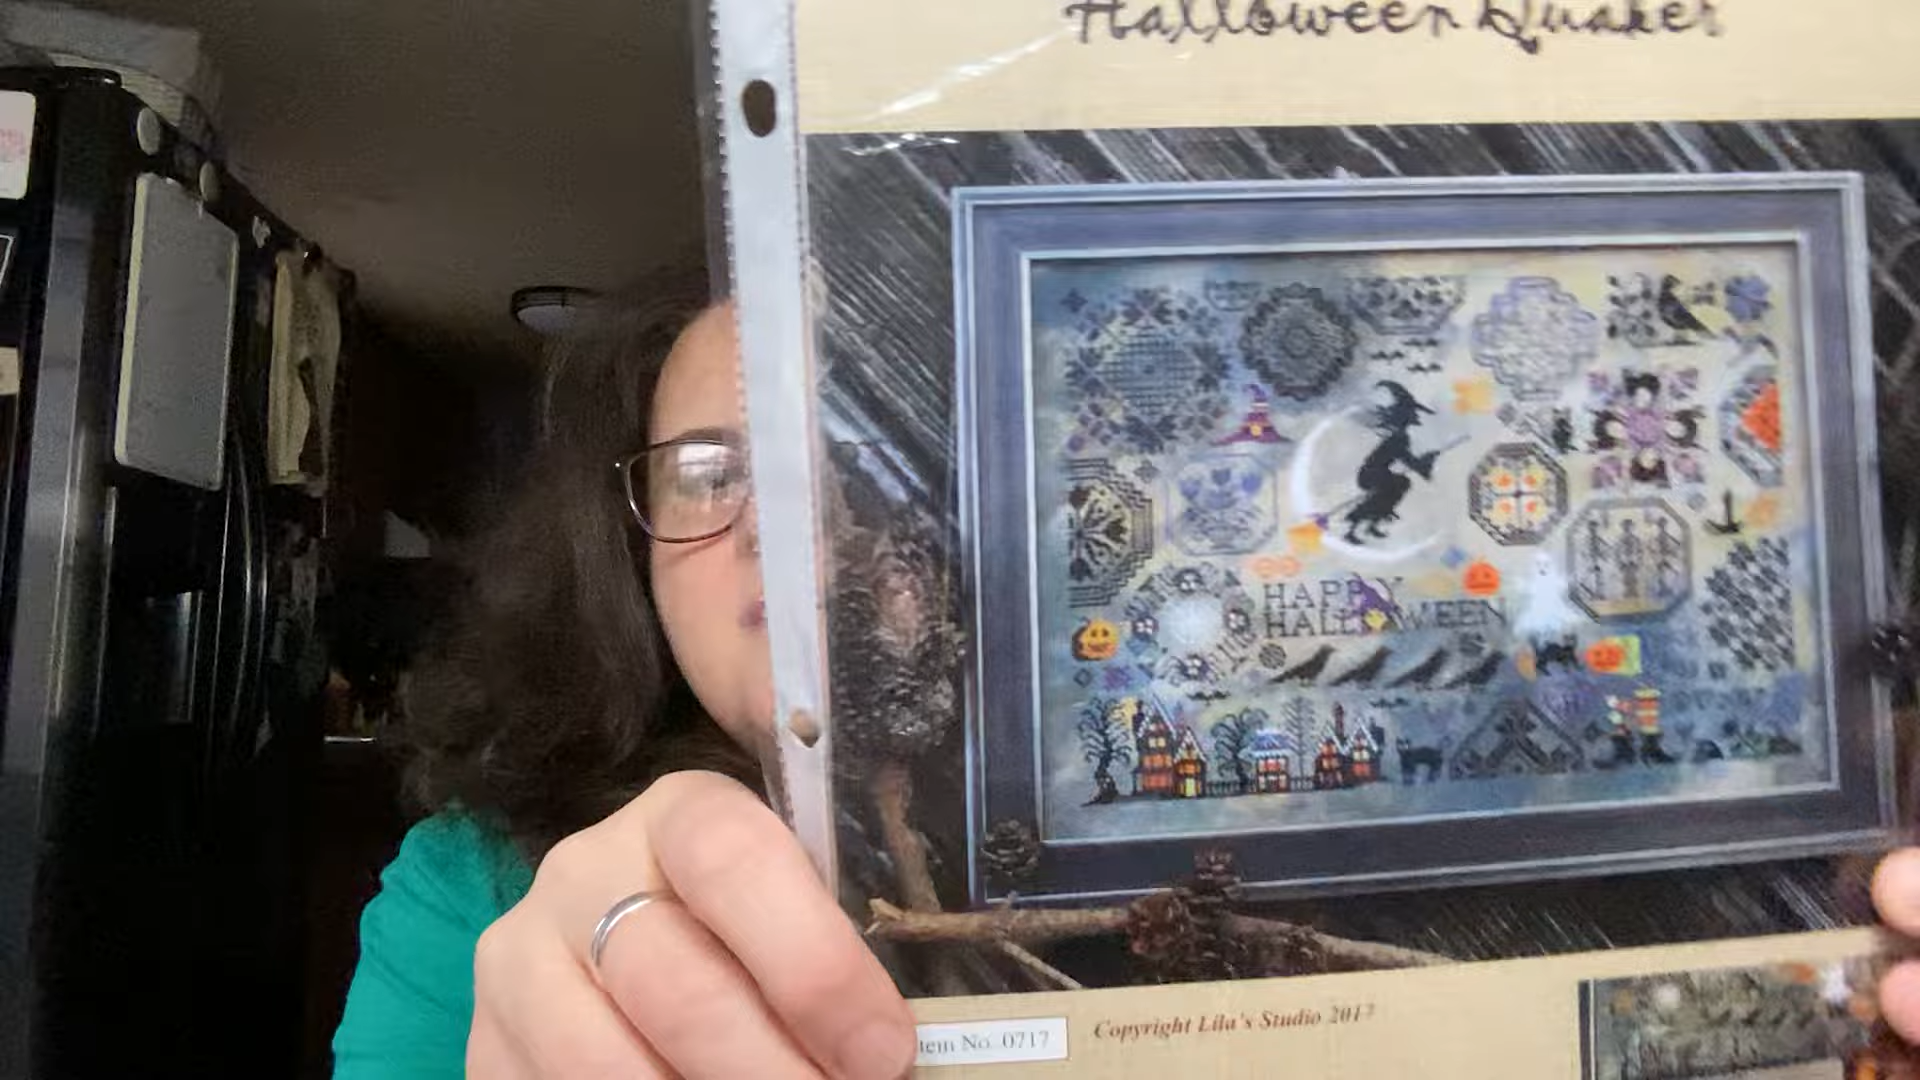 Halloween Quaker
HAPPY
HALLOWEEN
Item No. 0717
Copyright Lila's Studio 2017